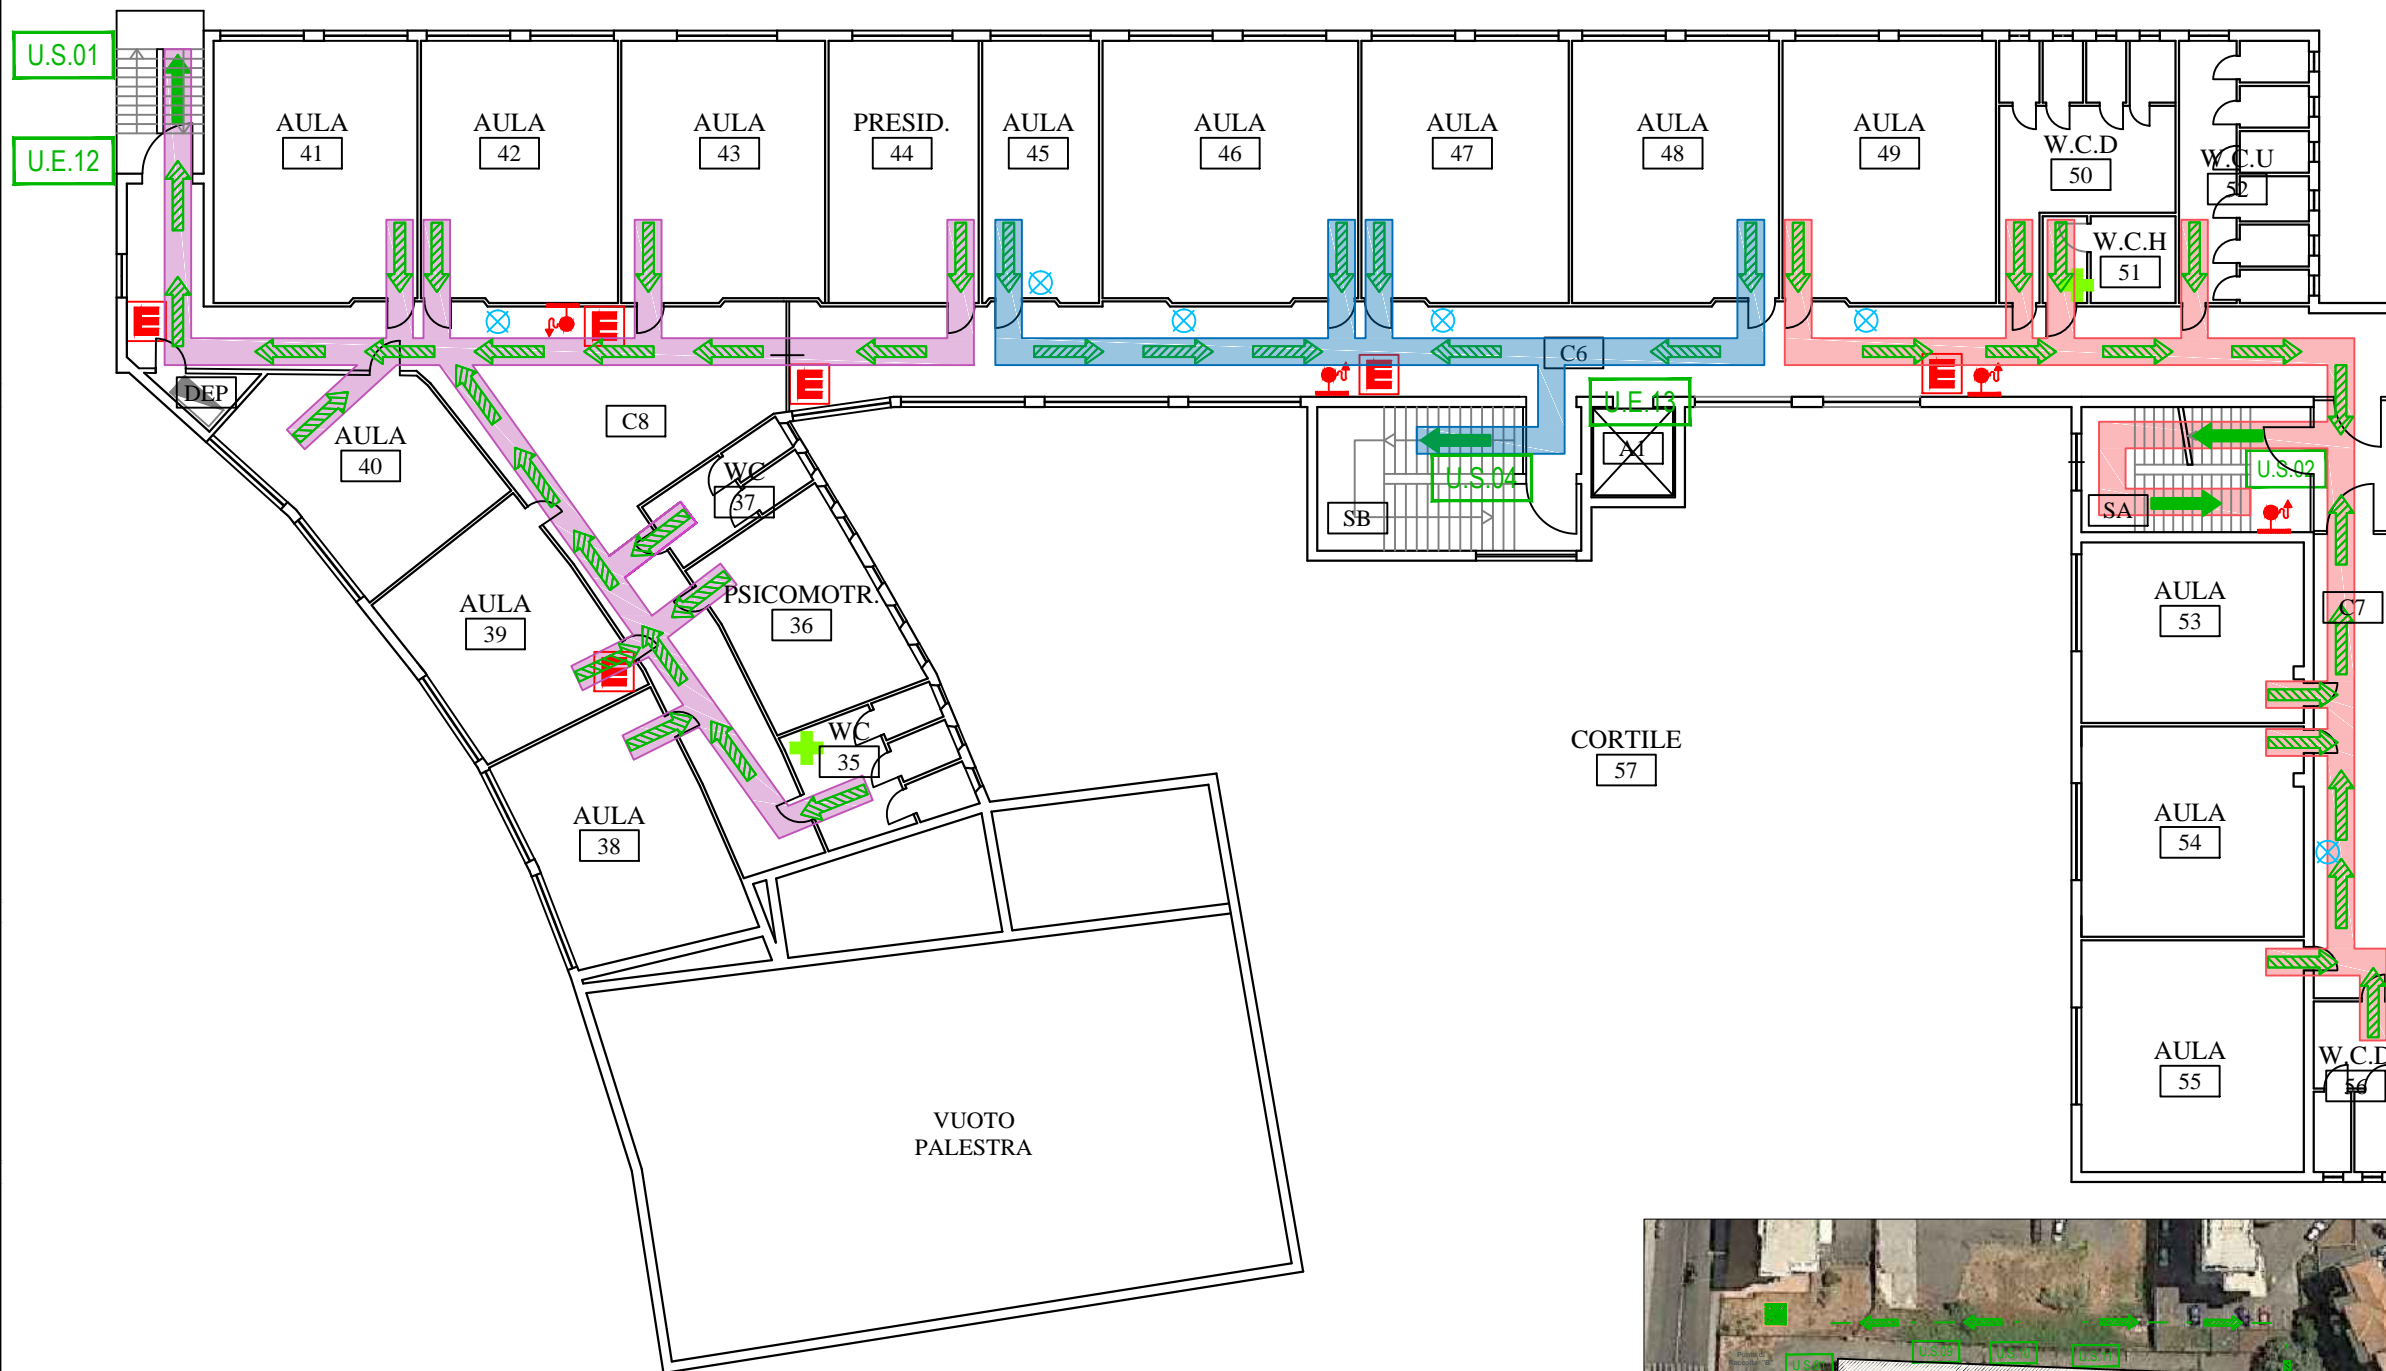 U.S.01
U.E.12
AULA
41
AULA
42
AULA
43
PRESID.
44
AULA
45
AULA
46
AULA
47
AULA
48
AULA
49
W.C.D
50
W.C.U
52
W.C.H
51
DEP
AULA
40
C8
C6
U.E.13
A1
U.S.04
SB
U.S.02
SA
WC
37
AULA
39
PSICOMOTR.
36
AULA
53
C7
WC
35
AULA
38
CORTILE
57
AULA
54
AULA
55
W.C.D
56
VUOTO
PALESTRA